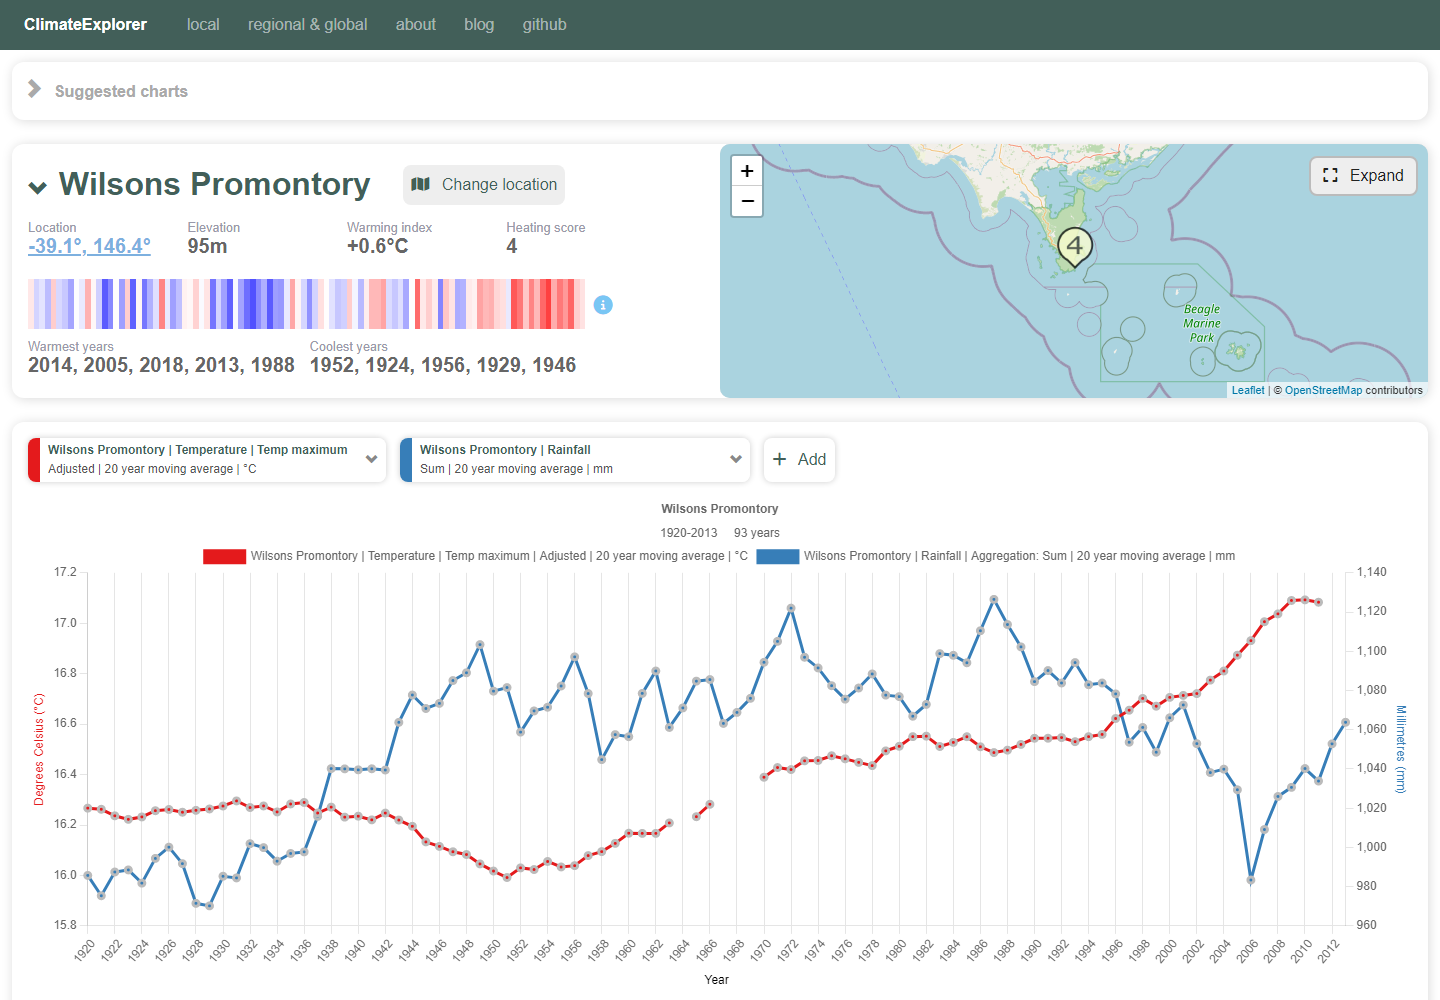 ClimateExplorer local regional & global about blog github
Suggested charts
Wilsons Promontory
Change location
Location Elevation Warming index Heating score
-39.1°, 146.4° 95m +0.6°C 4
Warmest years Coolest years
2014, 2005, 2018, 2013, 1988 1952, 1924, 1956, 1929, 1946
+
−
Expand
4
Beagle
Marine
Park
Leaflet | © OpenStreetMap contributors
Wilsons Promontory | Temperature | Temp maximum
Adjusted | 20 year moving average | °C
Wilsons Promontory | Rainfall
Sum | 20 year moving average | mm
+ Add
Wilsons Promontory
1920-2013 93 years
Wilsons Promontory | Temperature | Temp maximum | Adjusted | 20 year moving average | °C Wilsons Promontory | Rainfall | Aggregation: Sum | 20 year moving average | mm
17.2 1,140
1,120
17.0
1,100
16.8
1,080
16.6
1,060
16.4 1,040
1,020
16.2
1,000
16.0
980
15.8 960
Degrees Celsius (°C)
Millimetres (mm)
1920 1922 1924 1926 1928 1930 1932 1934 1936 1938 1940 1942 1944 1946 1948 1950 1952 1954 1956 1958 1960 1962 1964 1966 1968 1970 1972 1974 1976 1978 1980 1982 1984 1986 1988 1990 1992 1994 1996 1998 2000 2002 2004 2006 2008 2010 2012
Year